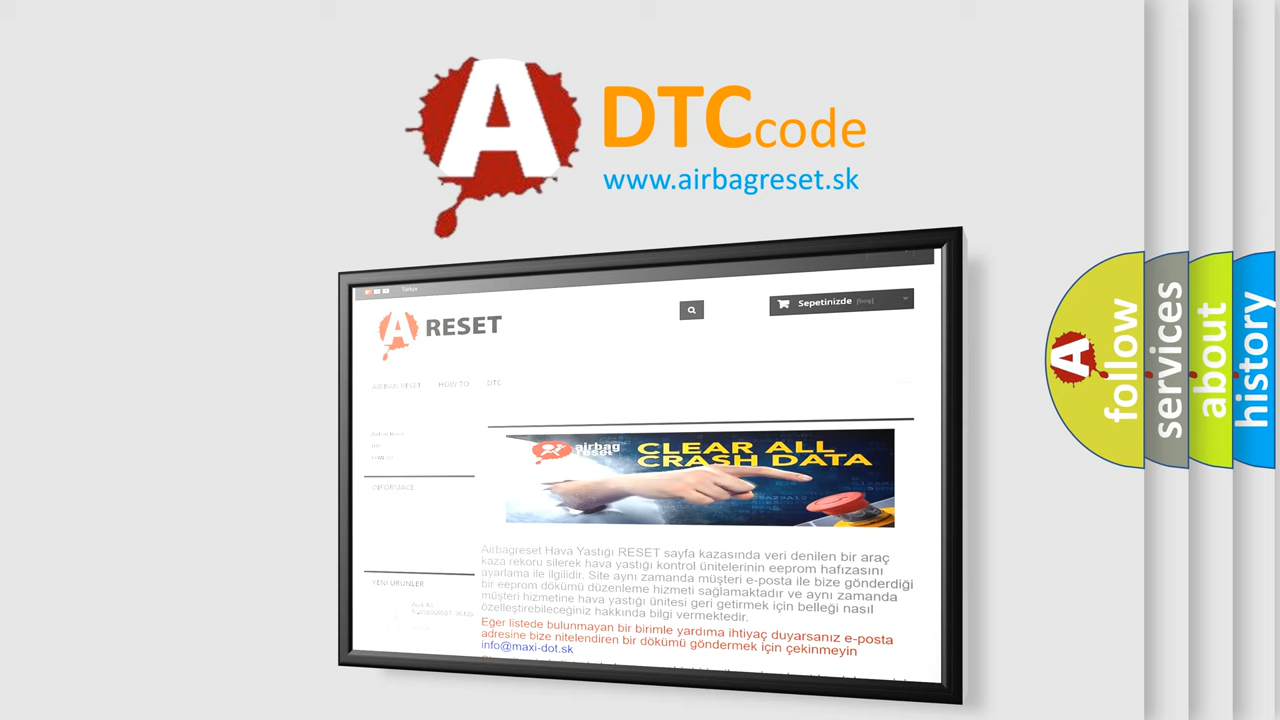 A DTCcode
www.airbagreset.sk
Türkçe
A RESET
Sepetinizde [boş]
AIRBAG RESET HOW TO DTC
airbag
reset
CLEAR ALL
CRASH DATA
INFORMACE
Airbagreset Hava Yastığı RESET sayfa kazasında veri denilen bir araç
kaza rekoru silerek hava yastığı kontrol ünitelerinin eeprom hafızasını
ayarlama ile ilgilidir. Site aynı zamanda müşteri e-posta ile bize gönderdiği
bir eeprom dökümü düzenleme hizmeti sağlamaktadır ve aynı zamanda
müşteri hizmetine hava yastığı ünitesi geri getirmek için belleği nasıl
özelleştirebileceğiniz hakkında bilgi vermektedir.
Eğer listede bulunmayan bir birimle yardıma ihtiyaç duyarsanız e-posta
adresine bize nitelendiren bir dökümü göndermek için çekinmeyin
info@maxi-dot.sk
YENI ÜRÜNLER
A follow
services
about
history